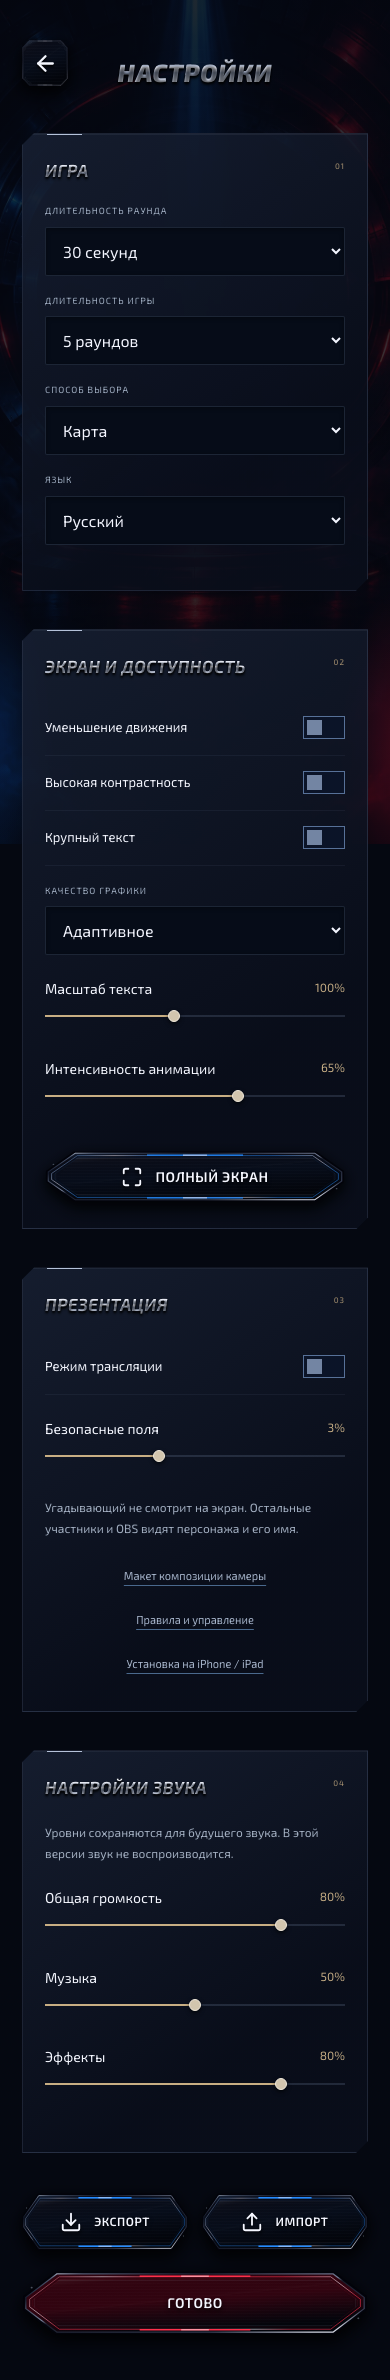 НАСТРОЙКИ
ИГРА
01
ДЛИТЕЛЬНОСТЬ РАУНДА
30 секунд
ДЛИТЕЛЬНОСТЬ ИГРЫ
5 раундов
СПОСОБ ВЫБОРА
Карта
ЯЗЫК
Русский
ЭКРАН И ДОСТУПНОСТЬ
02
Уменьшение движения
Высокая контрастность
Крупный текст
КАЧЕСТВО ГРАФИКИ
Адаптивное
Масштаб текста
100%
Интенсивность анимации
65%
ПОЛНЫЙ ЭКРАН
ПРЕЗЕНТАЦИЯ
03
Режим трансляции
Безопасные поля
3%
Угадывающий не смотрит на экран. Остальные
участники и OBS видят персонажа и его имя.
Макет композиции камеры
Правила и управление
Установка на iPhone / iPad
НАСТРОЙКИ ЗВУКА
04
Уровни сохраняются для будущего звука. В этой
версии звук не воспроизводится.
Общая громкость
80%
Музыка
50%
Эффекты
80%
ЭКСПОРТ
ИМПОРТ
ГОТОВО